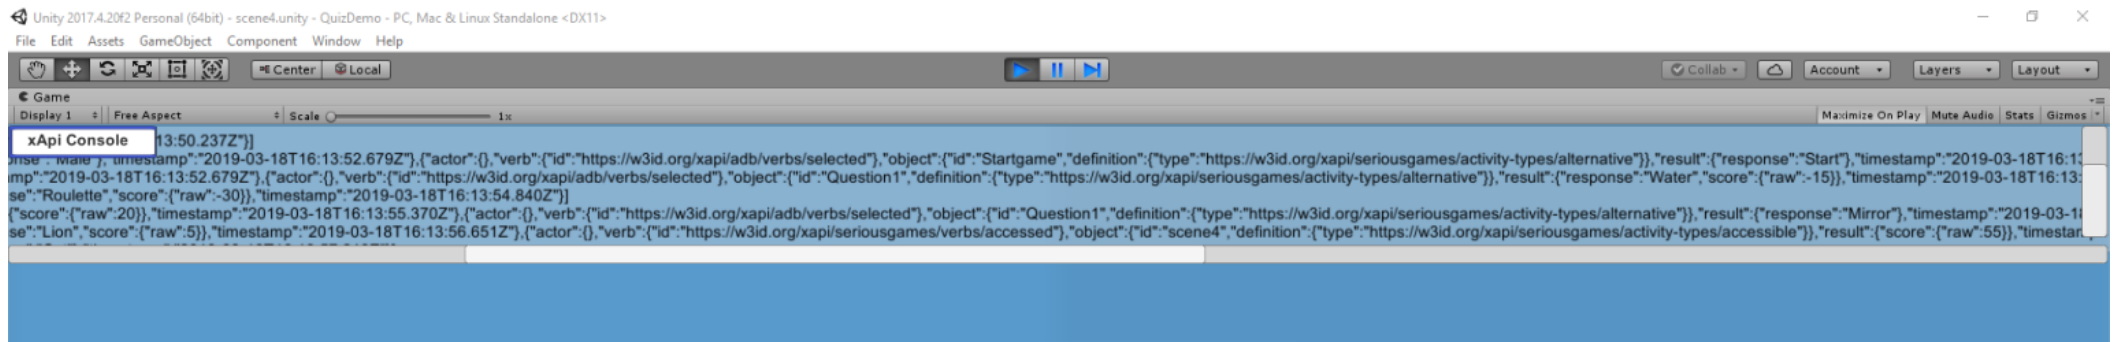 Unity 2017.4.20f2 Personal (64bit) - scene4.unity - QuizDemo - PC, Mac & Linux Standalone <DX11>
File Edit Assets GameObject Component Window Help
Center Local Collab Account Layers Layout
Game
Display 1 Free Aspect Scale 1x Maximize On Play Mute Audio Stats Gizmos
xApi Console 13:50.237Z"}]
"Male"},"timestamp":"2019-03-18T16:13:52.679Z"},{"actor":{},"verb":{"id":"https://w3id.org/xapi/adb/verbs/selected"},"object":{"id":"Startgame","definition":{"type":"https://w3id.org/xapi/seriousgames/activity-types/alternative"}},"result":{"response":"Start"},"timestamp":"2019-03-18T16:1
mp":"2019-03-18T16:13:52.679Z"},{"actor":{},"verb":{"id":"https://w3id.org/xapi/adb/verbs/selected"},"object":{"id":"Question1","definition":{"type":"https://w3id.org/xapi/seriousgames/activity-types/alternative"}},"result":{"response":"Water","score":{"raw":-15}},"timestamp":"2019-03-18T16:13:
se":"Roulette","score":{"raw":-30}},"timestamp":"2019-03-18T16:13:54.840Z"}]
{"score":{"raw":20}},"timestamp":"2019-03-18T16:13:55.370Z"},{"actor":{},"verb":{"id":"https://w3id.org/xapi/adb/verbs/selected"},"object":{"id":"Question1","definition":{"type":"https://w3id.org/xapi/seriousgames/activity-types/alternative"}},"result":{"response":"Mirror"},"timestamp":"2019-03-1
se":"Lion","score":{"raw":5}},"timestamp":"2019-03-18T16:13:56.651Z"},{"actor":{},"verb":{"id":"https://w3id.org/xapi/seriousgames/verbs/accessed"},"object":{"id":"scene4","definition":{"type":"https://w3id.org/xapi/seriousgames/activity-types/accessible"}},"result":{"score":{"raw":55}},"timestam